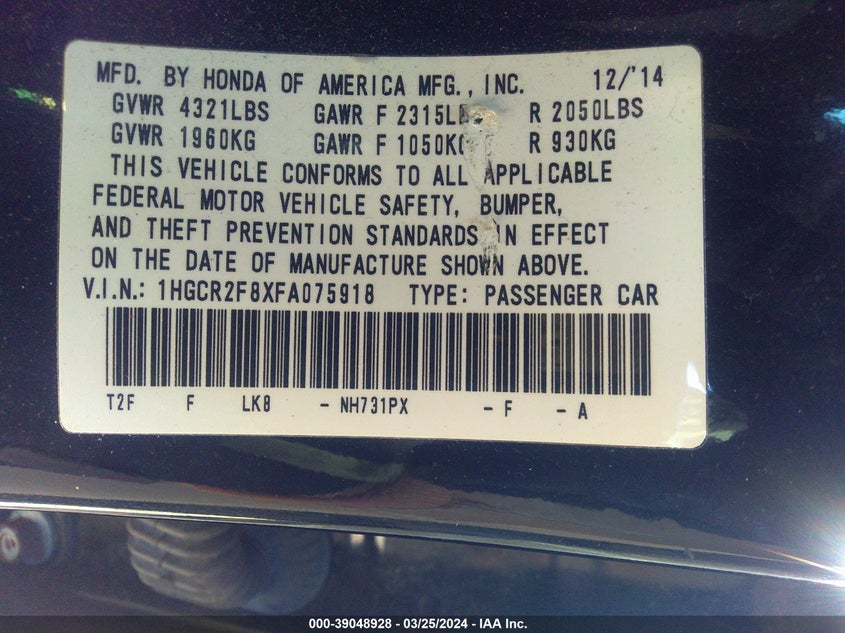 MFD. BY HONDA OF AMERICA MFG., INC. 12/'14
GVWR 4321LBS GAWR F 2315L R 2050LBS
GVWR 1960KG GAWR F 1050K R 930KG
THIS VEHICLE CONFORMS TO ALL APPLICABLE
FEDERAL MOTOR VEHICLE SAFETY, BUMPER,
AND THEFT PREVENTION STANDARDS IN EFFECT
ON THE DATE OF MANUFACTURE SHOWN ABOVE.
V.I.N.: 1HGCR2F8XFA075918 TYPE: PASSENGER CAR
T2F F LK8 - NH731PX - F - A
000-39048928 - 03/25/2024 - IAA Inc.